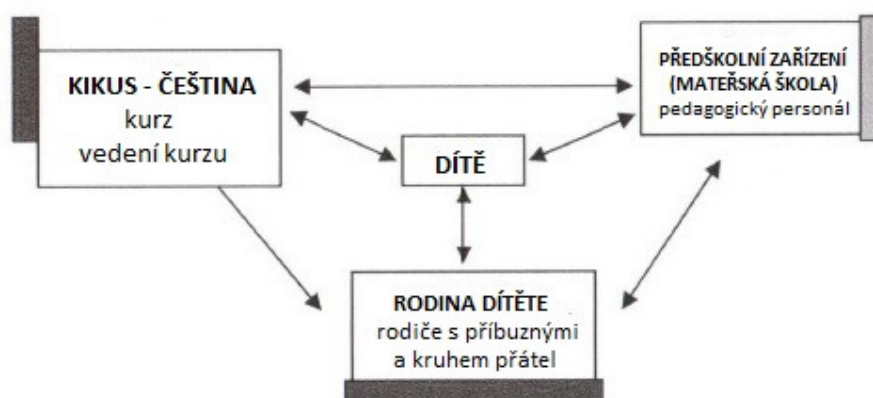 KIKUS - ČEŠTINA
kurz
vedení kurzu
PŘEDŠKOLNÍ ZAŘÍZENÍ
(MATEŘSKÁ ŠKOLA)
pedagogický personál
DÍTĚ
RODINA DÍTĚTE
rodiče s příbuznými
a kruhem přátel